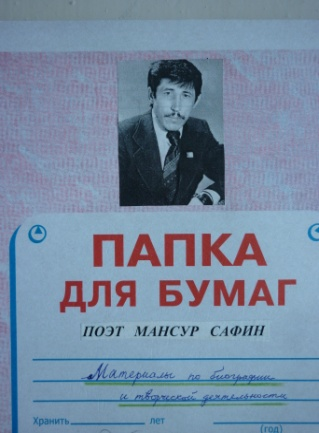 ПАПКА
ДЛЯ БУМАГ
ПОЭТ МАНСУР САФИН
Материалы по биографии
и творческой деятельности
Хранить лет
(год)